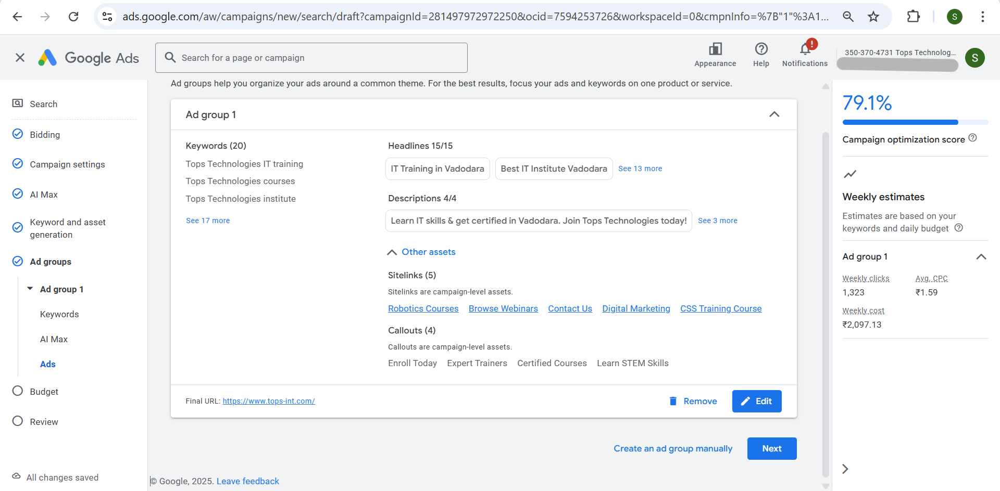 ads.google.com/aw/campaigns/new/search/draft?campaignId=281497972972250&ocid=7594253726&workspaceId=0&cmpnInfo=%7B"1"%3A1...
S
Google Ads
Search for a page or campaign
Appearance
Help
!
Notifications
350-370-4731 Tops Technolog...
S
Search
Bidding
Campaign settings
AI Max
Keyword and asset
generation
Ad groups
Ad group 1
Keywords
AI Max
Ads
Budget
Review
All changes saved
Ad groups help you organize your ads around a common theme. For the best results, focus your ads and keywords on one product or service.
Ad group 1
Keywords (20)
Tops Technologies IT training
Tops Technologies courses
Tops Technologies institute
See 17 more
Headlines 15/15
IT Training in Vadodara
Best IT Institute Vadodara
See 13 more
Descriptions 4/4
Learn IT skills & get certified in Vadodara. Join Tops Technologies today!
See 3 more
Other assets
Sitelinks (5)
Sitelinks are campaign-level assets.
Robotics Courses Browse Webinars Contact Us Digital Marketing CSS Training Course
Callouts (4)
Callouts are campaign-level assets.
Enroll Today Expert Trainers Certified Courses Learn STEM Skills
Final URL: https://www.tops-int.com/
Remove
Edit
Create an ad group manually
Next
© Google, 2025. Leave feedback
79.1%
Campaign optimization score
Weekly estimates
Estimates are based on your
keywords and daily budget
Ad group 1
Weekly clicks Avg. CPC
1,323 ₹1.59
Weekly cost
₹2,097.13